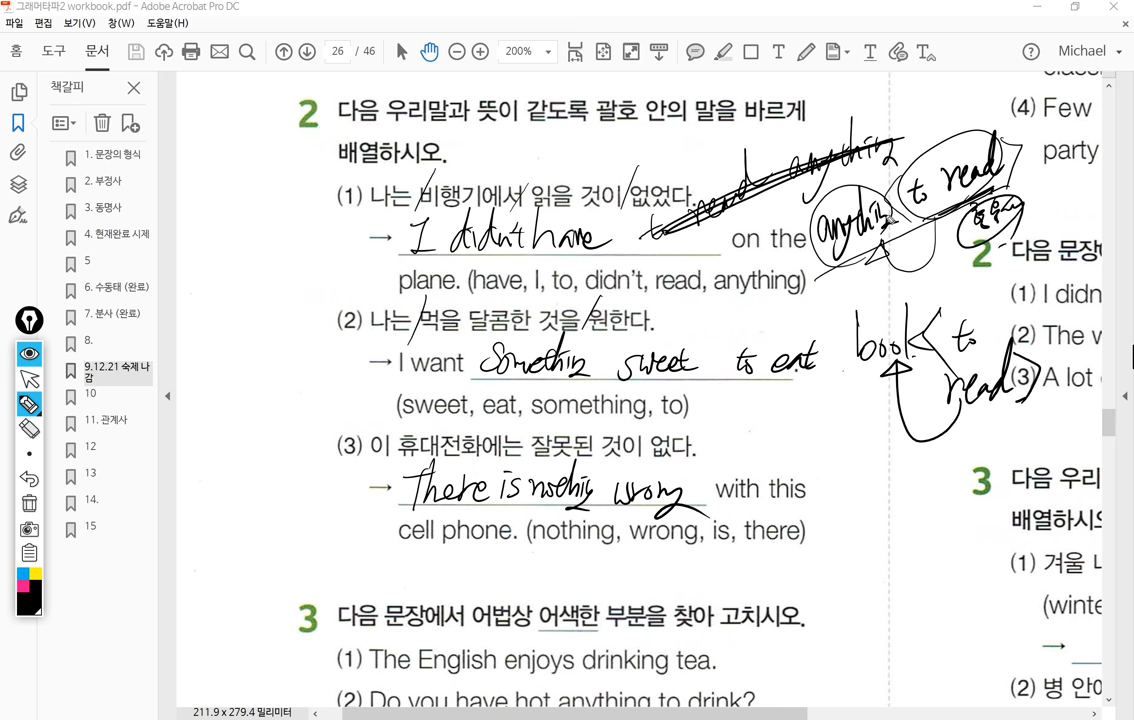 그래머타파2 workbook.pdf - Adobe Acrobat Pro DC
파일 편집 보기(V) 창(W) 도움말(H)
홈 도구 문서 26 / 46 200% Michael
책갈피
1. 문장의 형식
2. 부정사
3. 동명사
4. 현재완료 시제
5
6. 수동태 (완료)
7. 분사 (완료)
8.
9.12.21 숙제 나
감
10
11. 관계사
12
13
14.
15
2 다음 우리말과 뜻이 같도록 괄호 안의 말을 바르게
배열하시오.
(1) 나는 비행기에서 읽을 것이 없었다.
to read anything
→ I didn't have on the
anything to read
plane. (have, I, to, didn't, read, anything)
(2) 나는 먹을 달콤한 것을 원한다.
→ I want something sweet to eat
(sweet, eat, something, to)
book to
read
(3) 이 휴대전화에는 잘못된 것이 없다.
→ There is nothing wrong with this
cell phone. (nothing, wrong, is, there)
3 다음 문장에서 어법상 어색한 부분을 찾아 고치시오.
(1) The English enjoys drinking tea.
(2) Do you have hot anything to drink?
(4) Few
party
2 다음 문장
(1) I didn
(2) The w
(3) A lot
3 다음 우리
배열하시오
(1) 겨울 나
(winte
→
(2) 병 안에
211.9 x 279.4 밀리미터